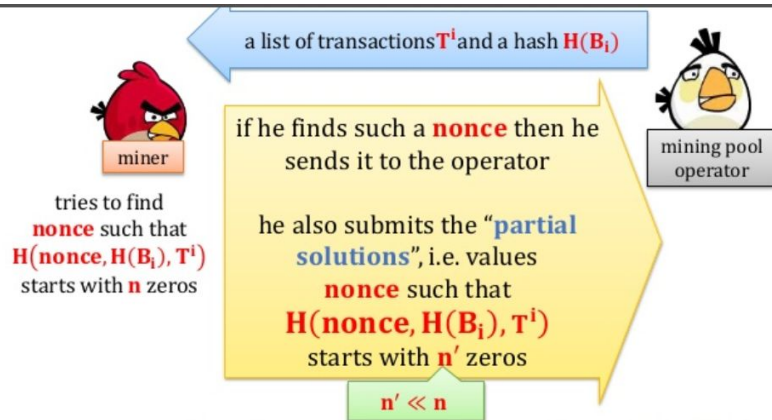 a list of transactions Tⁱ and a hash H(Bᵢ)
miner
tries to find
nonce such that
H(nonce, H(Bᵢ), Tⁱ)
starts with n zeros
if he finds such a nonce then he
sends it to the operator
he also submits the “partial
solutions”, i.e. values
nonce such that
H(nonce, H(Bᵢ), Tⁱ)
starts with n′ zeros
n′ ≪ n
mining pool
operator